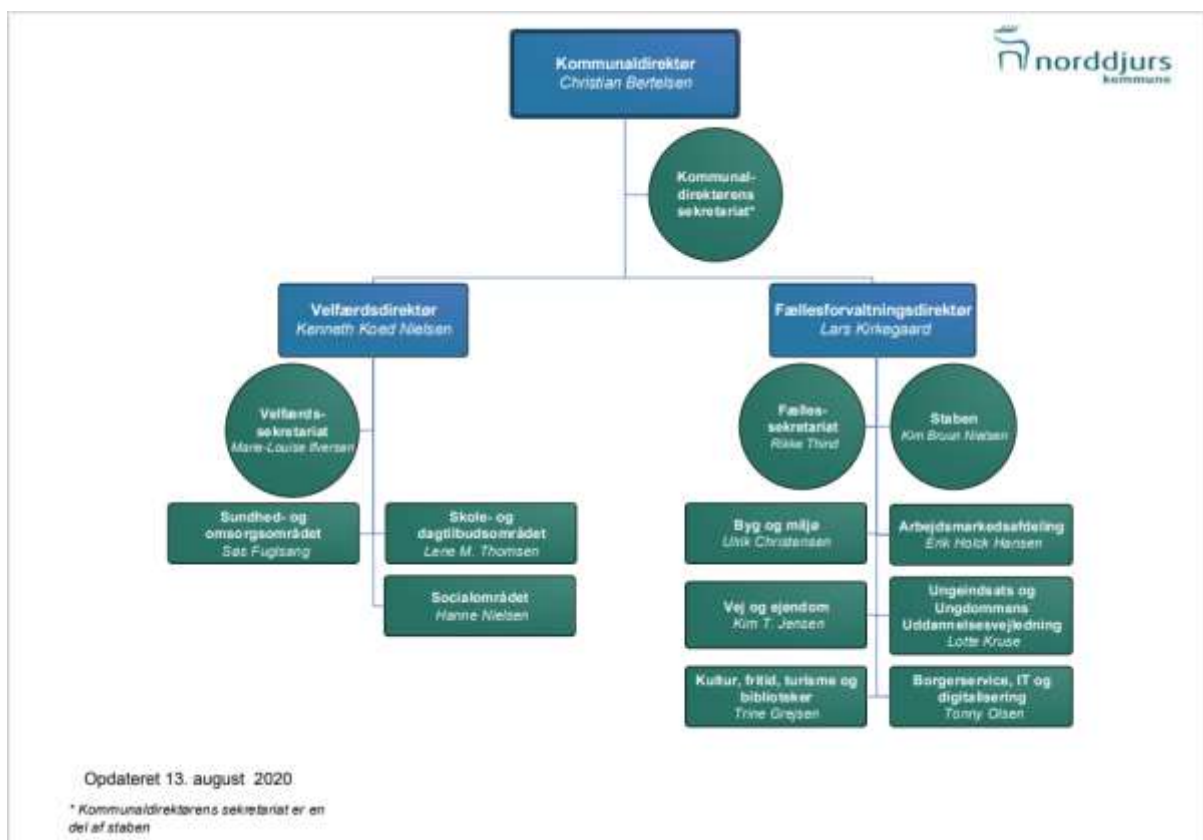 norddjurs
kommune
Kommunaldirektør
Christian Bertelsen
Kommunal-
direktørens
sekretariat*
Velfærdsdirektør
Kenneth Koed Nielsen
Fællesforvaltningsdirektør
Lars Kirkegaard
Velfærds-
sekretariat
Marie-Louise Ifversen
Fælles-
sekretariat
Rikke Thind
Staben
Kim Bruun Nielsen
Sundhed- og
omsorgsområdet
Søs Fuglsang
Skole- og
dagtilbudsområdet
Lene M. Thomsen
Socialområdet
Hanne Nielsen
Byg og miljø
Ulrik Christensen
Arbejdsmarkedsafdeling
Erik Holck Hansen
Vej og ejendom
Kim T. Jensen
Ungeindsats og
Ungdommens
Uddannelsesvejledning
Lotte Kruse
Kultur, fritid, turisme og
biblioteker
Trine Grejsen
Borgerservice, IT og
digitalisering
Tonny Olsen
Opdateret 13. august 2020
* Kommunaldirektørens sekretariat er en
del af staben